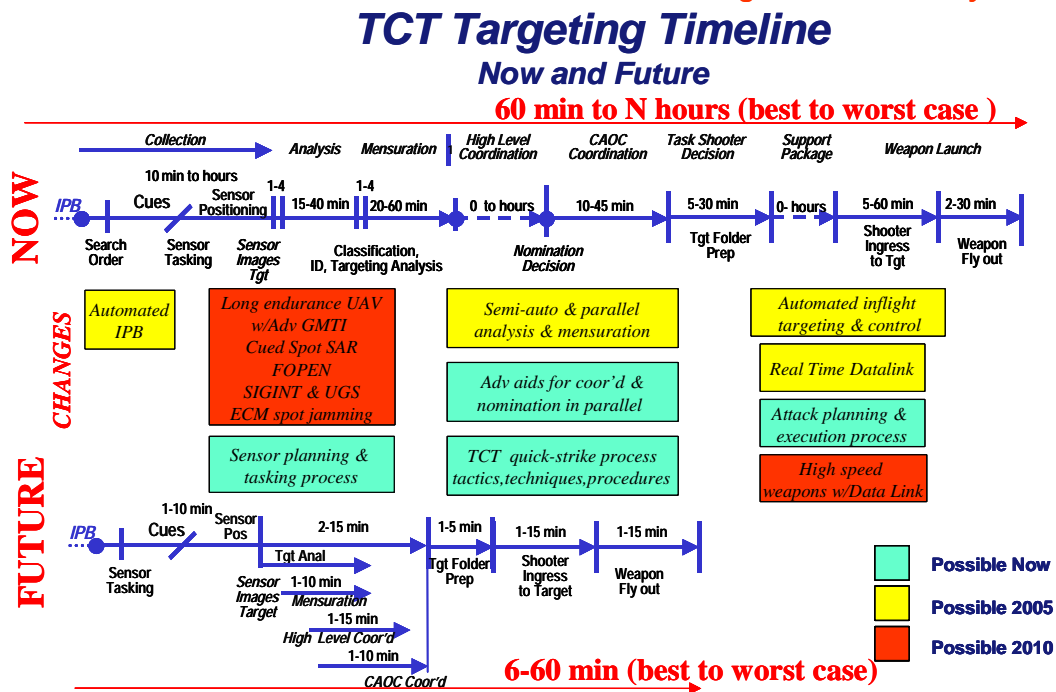 TCT Targeting Timeline
Now and Future
60 min to N hours (best to worst case )
Collection
Analysis
Mensuration
High Level
Coordination
CAOC
Coordination
Task Shooter
Decision
Support
Package
Weapon Launch
NOW
IPB
10 min to hours
Cues
Sensor
Positioning
1-4
15-40 min
1-4
20-60 min
0 to hours
10-45 min
5-30 min
0- hours
5-60 min
2-30 min
Search
Order
Sensor
Tasking
Sensor
Images
Tgt
Classification,
ID, Targeting Analysis
Nomination
Decision
Tgt Folder
Prep
Shooter
Ingress
to Tgt
Weapon
Fly out
CHANGES
Automated
IPB
Long endurance UAV
w/Adv GMTI
Cued Spot SAR
FOPEN
SIGINT & UGS
ECM spot jamming
Sensor planning &
tasking process
Semi-auto & parallel
analysis & mensuration
Adv aids for coor'd &
nomination in parallel
TCT quick-strike process
tactics,techniques,procedures
Automated inflight
targeting & control
Real Time Datalink
Attack planning &
execution process
High speed
weapons w/Data Link
FUTURE
IPB
1-10 min
Cues
Sensor
Pos
2-15 min
1-5 min
1-15 min
1-15 min
Sensor
Tasking
Tgt Anal
Tgt Folder
Prep
Shooter
Ingress
to Target
Weapon
Fly out
Sensor
Images
Target
1-10 min
Mensuration
1-15 min
High Level Coor'd
1-10 min
CAOC Coor'd
6-60 min (best to worst case)
Possible Now
Possible 2005
Possible 2010